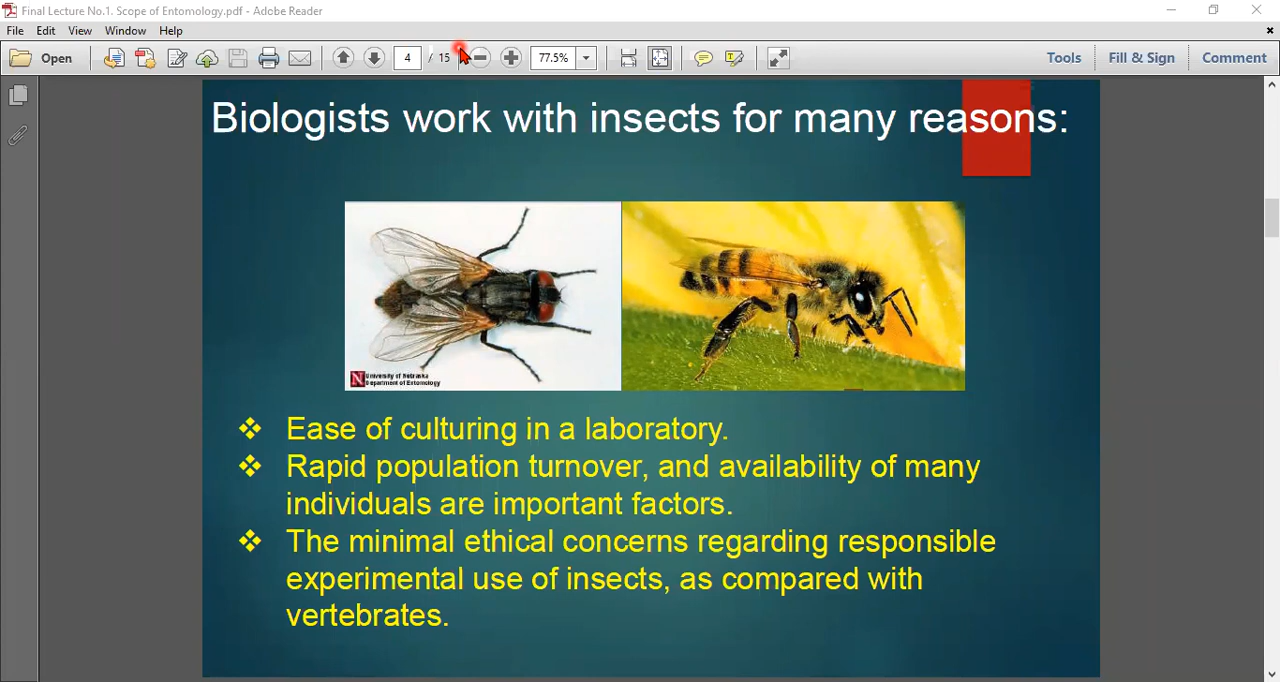 Final Lecture No.1. Scope of Entomology.pdf - Adobe Reader
File Edit View Window Help
Open 4 / 15 77.5% Tools Fill & Sign Comment
Biologists work with insects for many reasons:
N University of Nebraska
Department of Entomology
❖ Ease of culturing in a laboratory.
❖ Rapid population turnover, and availability of many
individuals are important factors.
❖ The minimal ethical concerns regarding responsible
experimental use of insects, as compared with
vertebrates.